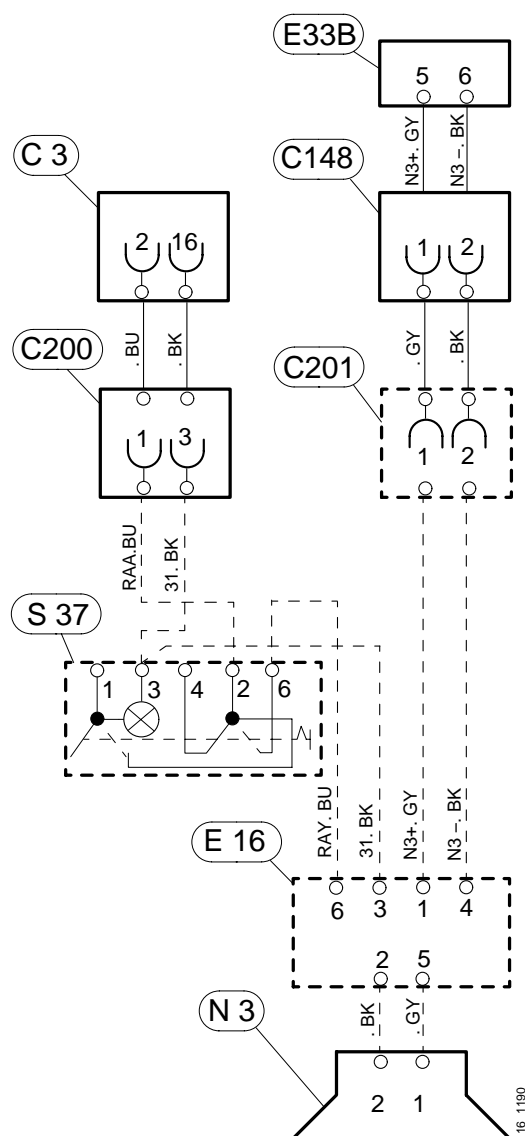 E33B
5 6
N3+. GY
N3 –. BK
C 3
C148
2 16
1 2
. BU
. BK
. GY
. BK
C200
C201
1 3
1 2
RAA.BU
31. BK
S 37
1 3 4 2 6
RAY. BU
31. BK
N3+. GY
N3 –. BK
E 16
6 3 1 4
2 5
. BK
. GY
N 3
2 1
16_1190